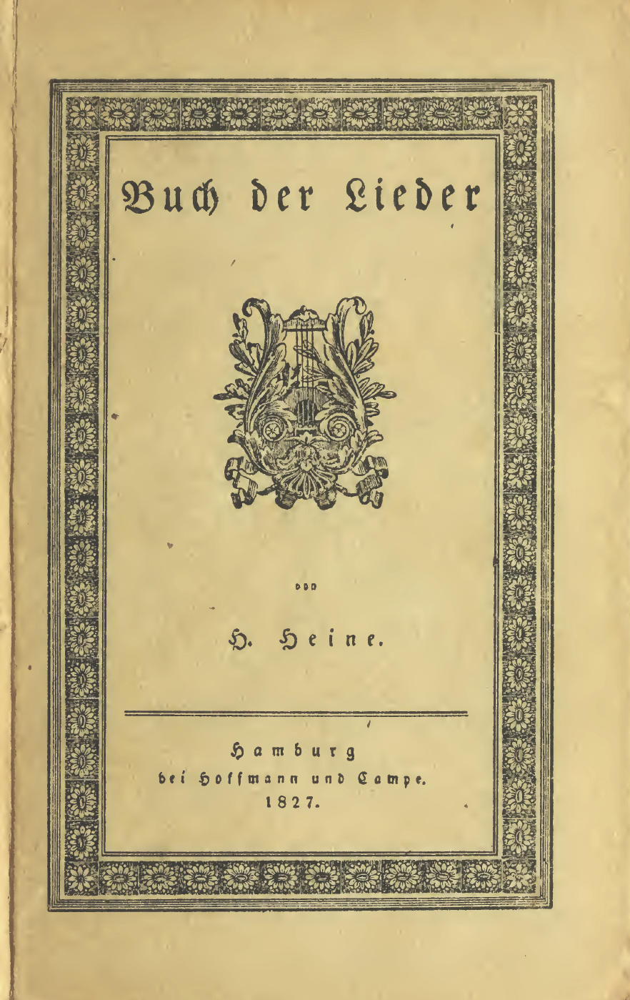 Buch der Lieder
von
H. Heine.
Hamburg
bei Hoffmann und Campe.
1827.